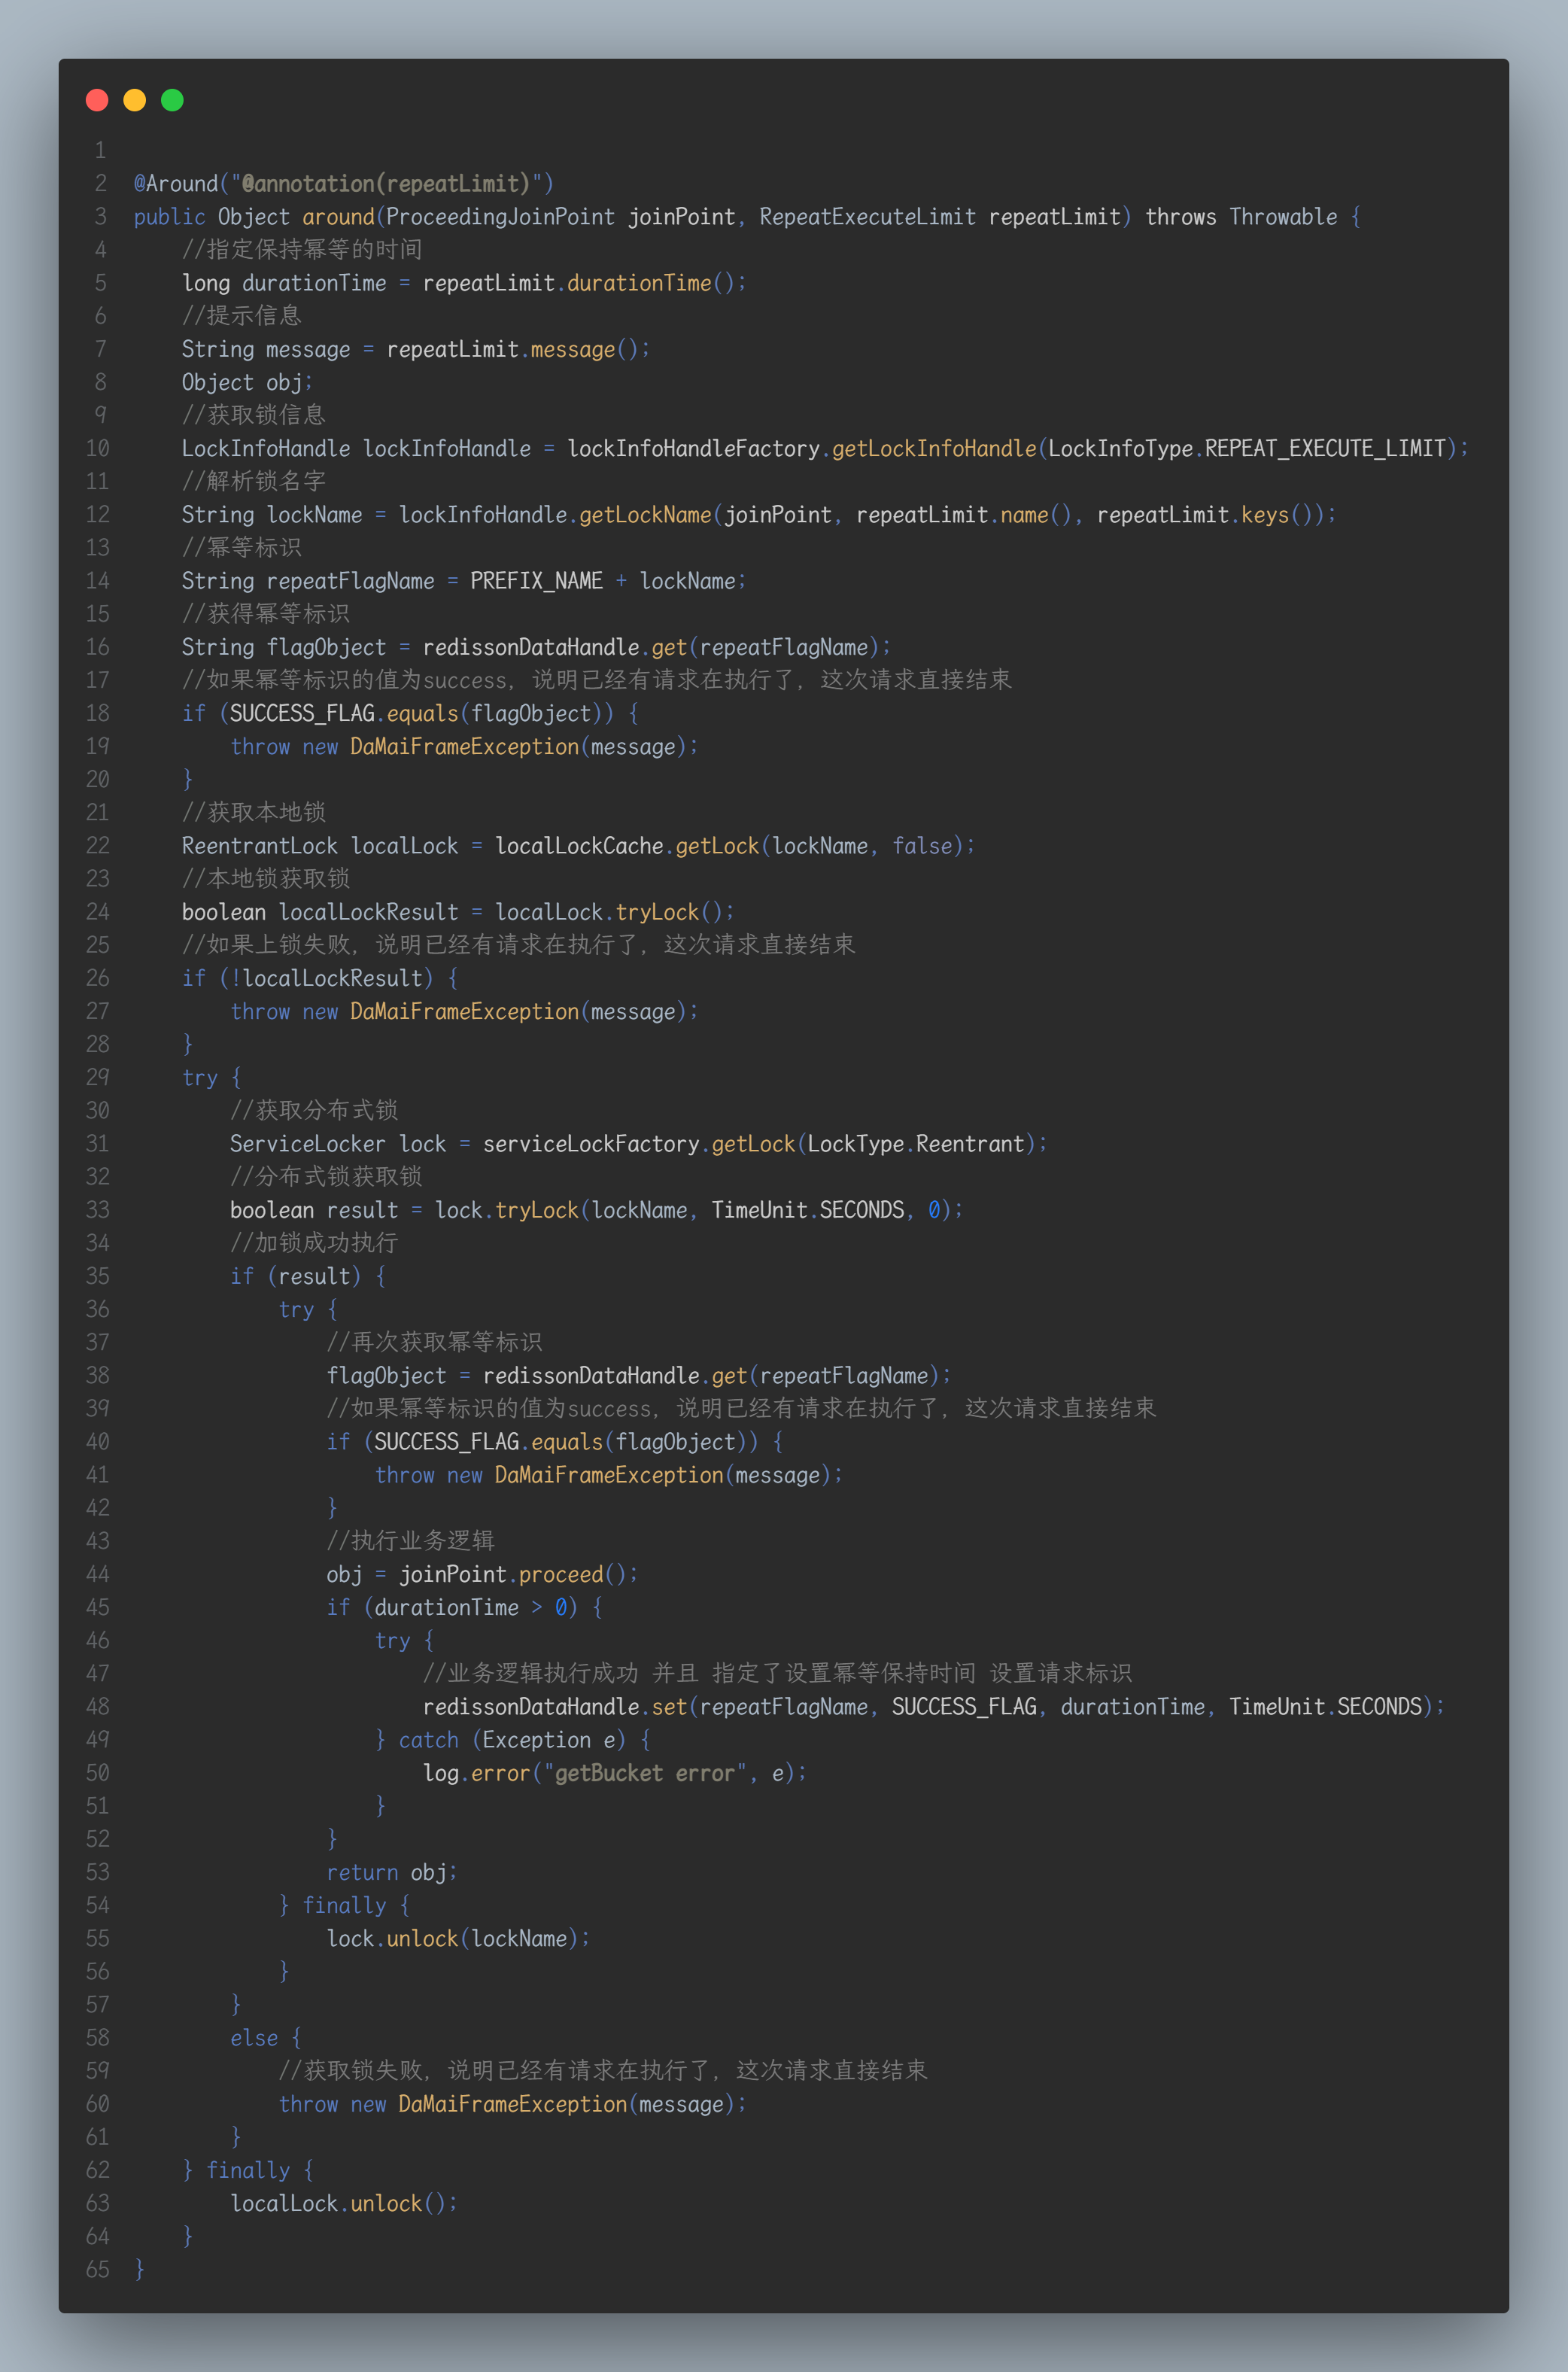 1
2 @Around("@annotation(repeatLimit)")
3 public Object around(ProceedingJoinPoint joinPoint, RepeatExecuteLimit repeatLimit) throws Throwable {
4     //指定保持幂等的时间
5     long durationTime = repeatLimit.durationTime();
6     //提示信息
7     String message = repeatLimit.message();
8     Object obj;
9     //获取锁信息
10     LockInfoHandle lockInfoHandle = lockInfoHandleFactory.getLockInfoHandle(LockInfoType.REPEAT_EXECUTE_LIMIT);
11     //解析锁名字
12     String lockName = lockInfoHandle.getLockName(joinPoint, repeatLimit.name(), repeatLimit.keys());
13     //幂等标识
14     String repeatFlagName = PREFIX_NAME + lockName;
15     //获得幂等标识
16     String flagObject = redissonDataHandle.get(repeatFlagName);
17     //如果幂等标识的值为success，说明已经有请求在执行了，这次请求直接结束
18     if (SUCCESS_FLAG.equals(flagObject)) {
19         throw new DaMaiFrameException(message);
20     }
21     //获取本地锁
22     ReentrantLock localLock = localLockCache.getLock(lockName, false);
23     //本地锁获取锁
24     boolean localLockResult = localLock.tryLock();
25     //如果上锁失败，说明已经有请求在执行了，这次请求直接结束
26     if (!localLockResult) {
27         throw new DaMaiFrameException(message);
28     }
29     try {
30         //获取分布式锁
31         ServiceLocker lock = serviceLockFactory.getLock(LockType.Reentrant);
32         //分布式锁获取锁
33         boolean result = lock.tryLock(lockName, TimeUnit.SECONDS, 0);
34         //加锁成功执行
35         if (result) {
36             try {
37                 //再次获取幂等标识
38                 flagObject = redissonDataHandle.get(repeatFlagName);
39                 //如果幂等标识的值为success，说明已经有请求在执行了，这次请求直接结束
40                 if (SUCCESS_FLAG.equals(flagObject)) {
41                     throw new DaMaiFrameException(message);
42                 }
43                 //执行业务逻辑
44                 obj = joinPoint.proceed();
45                 if (durationTime > 0) {
46                     try {
47                         //业务逻辑执行成功 并且 指定了设置幂等保持时间 设置请求标识
48                         redissonDataHandle.set(repeatFlagName, SUCCESS_FLAG, durationTime, TimeUnit.SECONDS);
49                     } catch (Exception e) {
50                         log.error("getBucket error", e);
51                     }
52                 }
53                 return obj;
54             } finally {
55                 lock.unlock(lockName);
56             }
57         }
58         else {
59             //获取锁失败，说明已经有请求在执行了，这次请求直接结束
60             throw new DaMaiFrameException(message);
61         }
62     } finally {
63         localLock.unlock();
64     }
65 }